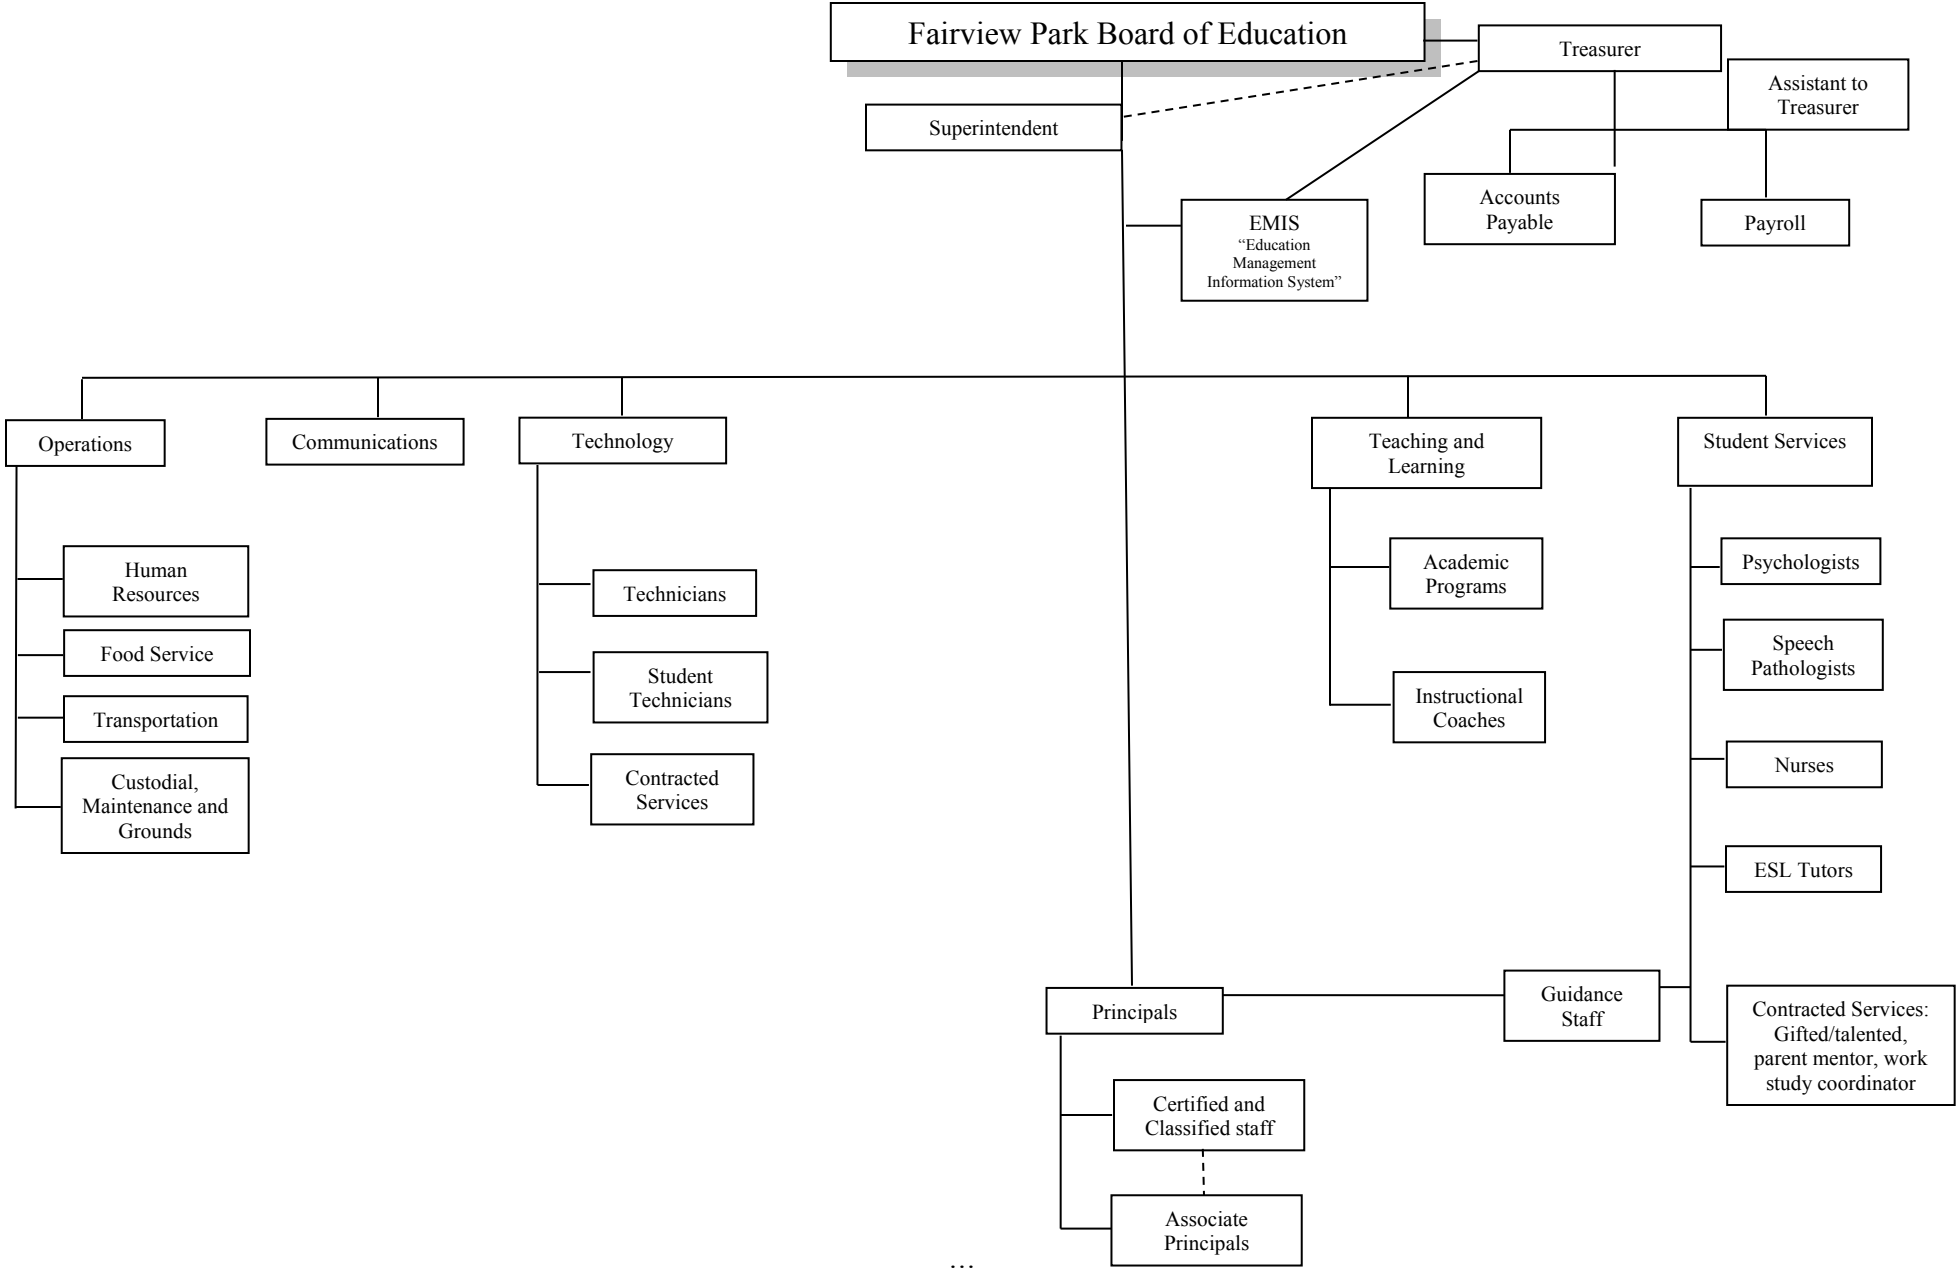 Fairview Park Board of Education
Treasurer
Assistant to
Treasurer
Superintendent
Accounts
Payable
Payroll
EMIS
“Education
Management
Information System”
Operations
Communications
Technology
Teaching and
Learning
Student Services
Human
Resources
Food Service
Transportation
Custodial,
Maintenance and
Grounds
Technicians
Student
Technicians
Contracted
Services
Academic
Programs
Instructional
Coaches
Psychologists
Speech
Pathologists
Nurses
ESL Tutors
Principals
Guidance
Staff
Contracted Services:
Gifted/talented,
parent mentor, work
study coordinator
Certified and
Classified staff
Associate
Principals
…